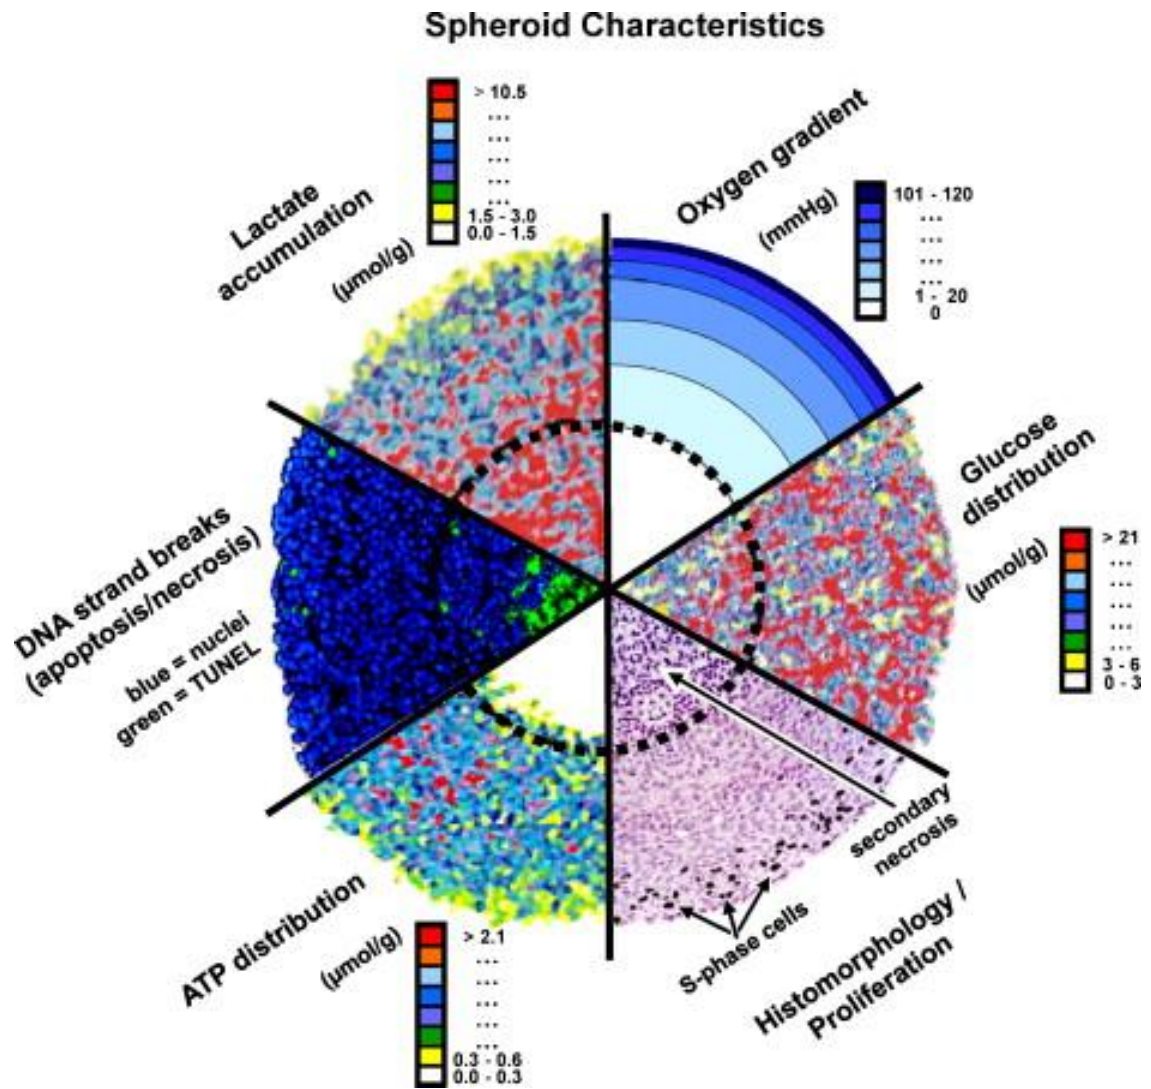 Spheroid Characteristics
Lactate
accumulation
(µmol/g)
> 10.5
...
...
...
...
...
1.5 - 3.0
0.0 - 1.5
Oxygen gradient
(mmHg)
101 - 120
...
...
...
...
1 - 20
0
Glucose
distribution
(µmol/g)
> 21
...
...
...
...
...
3 - 6
0 - 3
DNA strand breaks
(apoptosis/necrosis)
blue = nuclei
green = TUNEL
ATP distribution
(µmol/g)
> 2.1
...
...
...
...
...
0.3 - 0.6
0.0 - 0.3
secondary
necrosis
S-phase cells
Histomorphology /
Proliferation